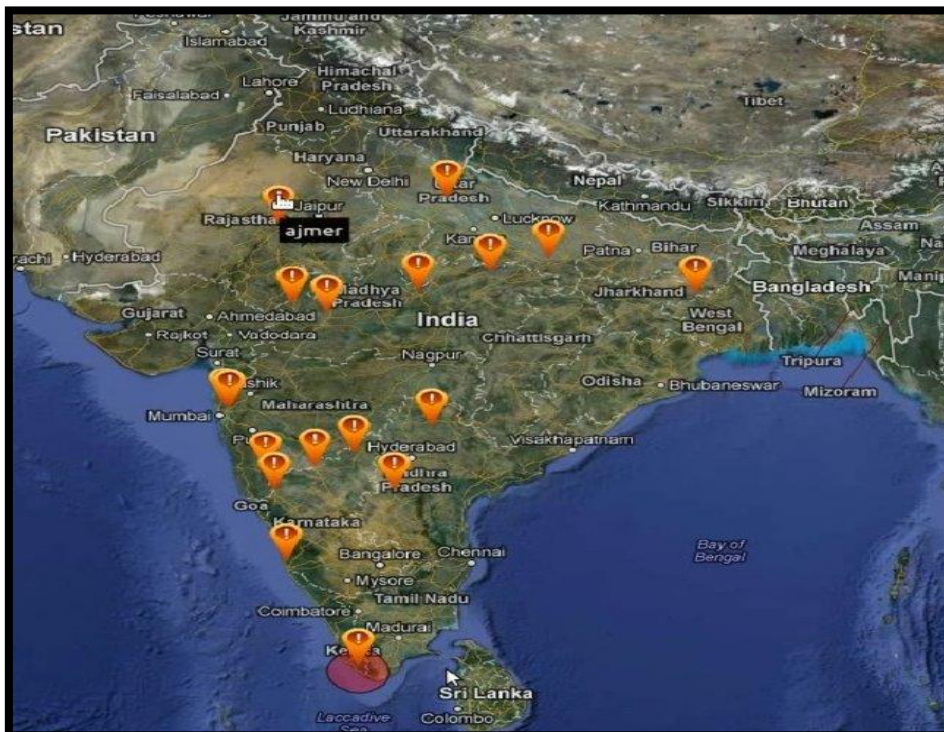 stan
Jammu and
Kashmir
Islamabad
Himachal
Pradesh
Lahore
Faisalabad
Ludhiana
Tibet
Pakistan
Punjab
Uttarakhand
Haryana
New Delhi
Uttar
Pradesh
Nepal
Kathmandu
Sikkim
Bhutan
Jaipur
Rajastha
ajmer
Lucknow
Kan
Assam
Patna
Bihar
Meghalaya
Hyderabad
Jharkhand
Bangladesh
Madhya
Pradesh
Gujarat
Ahmedabad
India
West
Bengal
Rajkot
Vadodara
Chhattisgarh
Surat
Nagpur
Tripura
Odisha
Bhubaneswar
Mizoram
Mumbai
Maharashtra
Hyderabad
Visakhapatnam
Pradesh
Goa
Karnataka
Bay of
Bengal
Bangalore
Chennai
Mysore
Tamil Nadu
Coimbatore
Madurai
Sri Lanka
Laccadive
Colombo